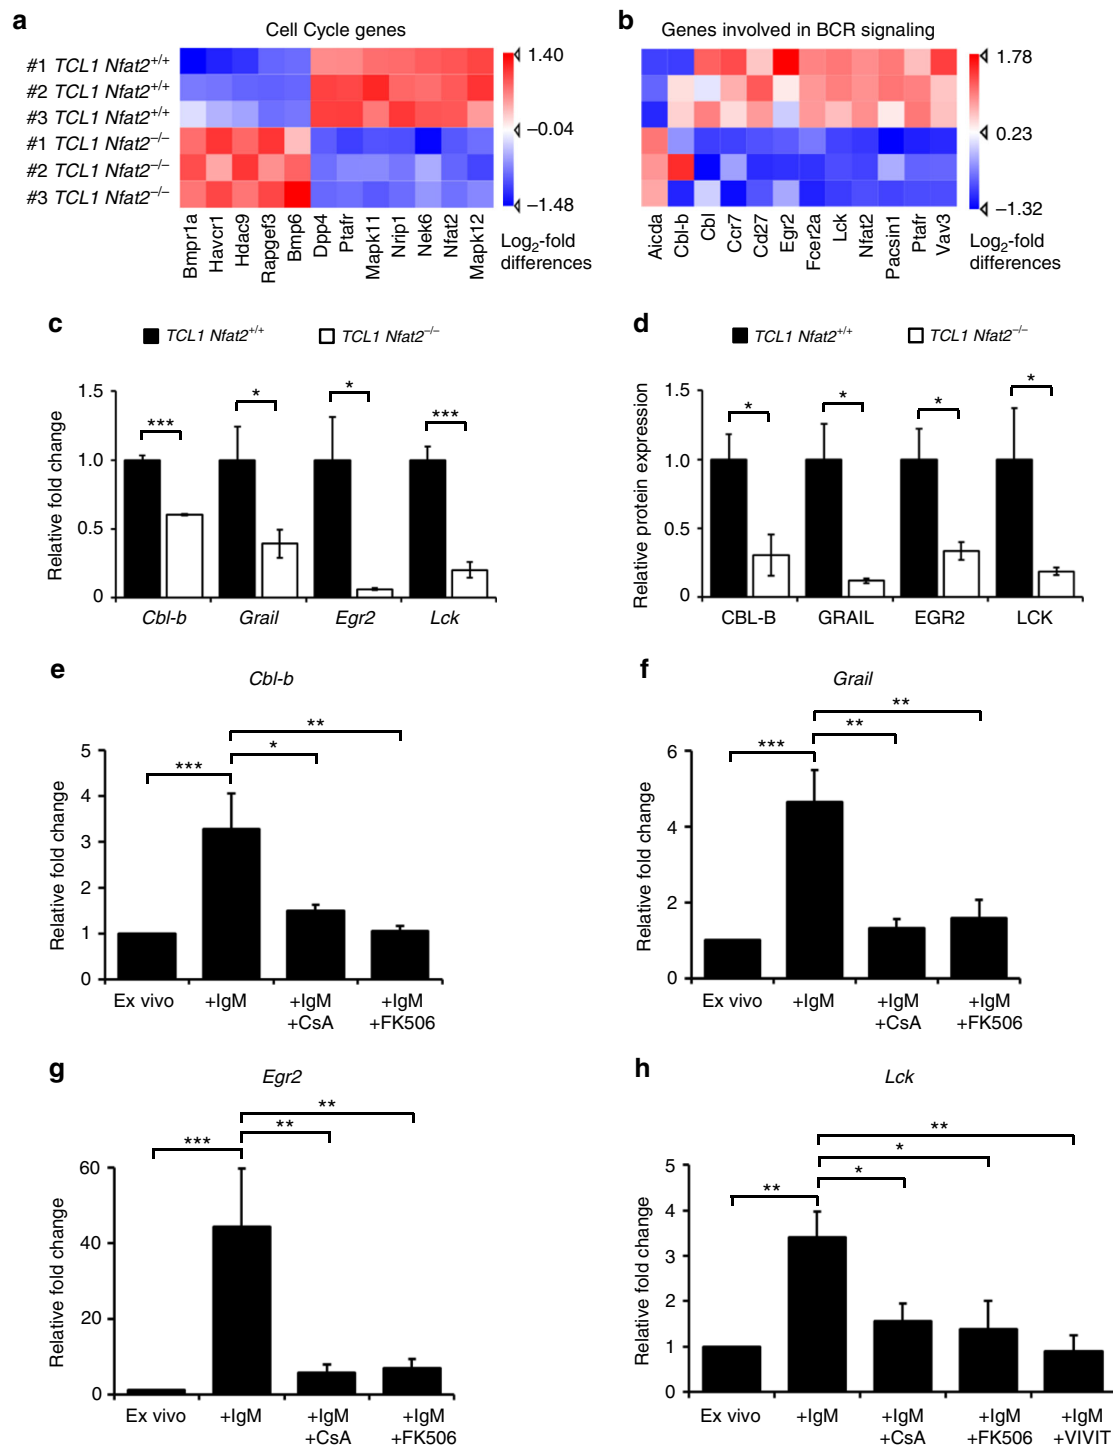 a
Cell Cycle genes
#1 TCL1 Nfat2+/+
#2 TCL1 Nfat2+/+
#3 TCL1 Nfat2+/+
#1 TCL1 Nfat2−/−
#2 TCL1 Nfat2−/−
#3 TCL1 Nfat2−/−
1.40
−0.04
−1.48
Log2-fold
differences
Bmpr1a
Havcr1
Hdac9
Rapgef3
Bmp6
Dpp4
Ptafr
Mapk11
Nrip1
Nek6
Nfat2
Mapk12
b
Genes involved in BCR signaling
1.78
0.23
−1.32
Log2-fold
differences
Aicda
Cbl-b
Cbl
Ccr7
Cd27
Egr2
Fcer2a
Lck
Nfat2
Pacsin1
Ptafr
Vav3
c
TCL1 Nfat2+/+
TCL1 Nfat2−/−
Relative fold change
1.5
1.0
0.5
0
***
*
*
***
Cbl-b
Grail
Egr2
Lck
d
TCL1 Nfat2+/+
TCL1 Nfat2−/−
Relative protein expression
1.5
1.0
0.5
0
*
*
*
*
CBL-B
GRAIL
EGR2
LCK
e
Cbl-b
Relative fold change
5
4
3
2
1
0
**
*
***
Ex vivo
+IgM
+IgM
+CsA
+IgM
+FK506
f
Grail
Relative fold change
6
4
2
0
**
**
***
Ex vivo
+IgM
+IgM
+CsA
+IgM
+FK506
g
Egr2
Relative fold change
60
40
20
0
**
**
***
Ex vivo
+IgM
+IgM
+CsA
+IgM
+FK506
h
Lck
Relative fold change
5
4
3
2
1
0
**
*
*
**
Ex vivo
+IgM
+IgM
+CsA
+IgM
+FK506
+IgM
+VIVIT